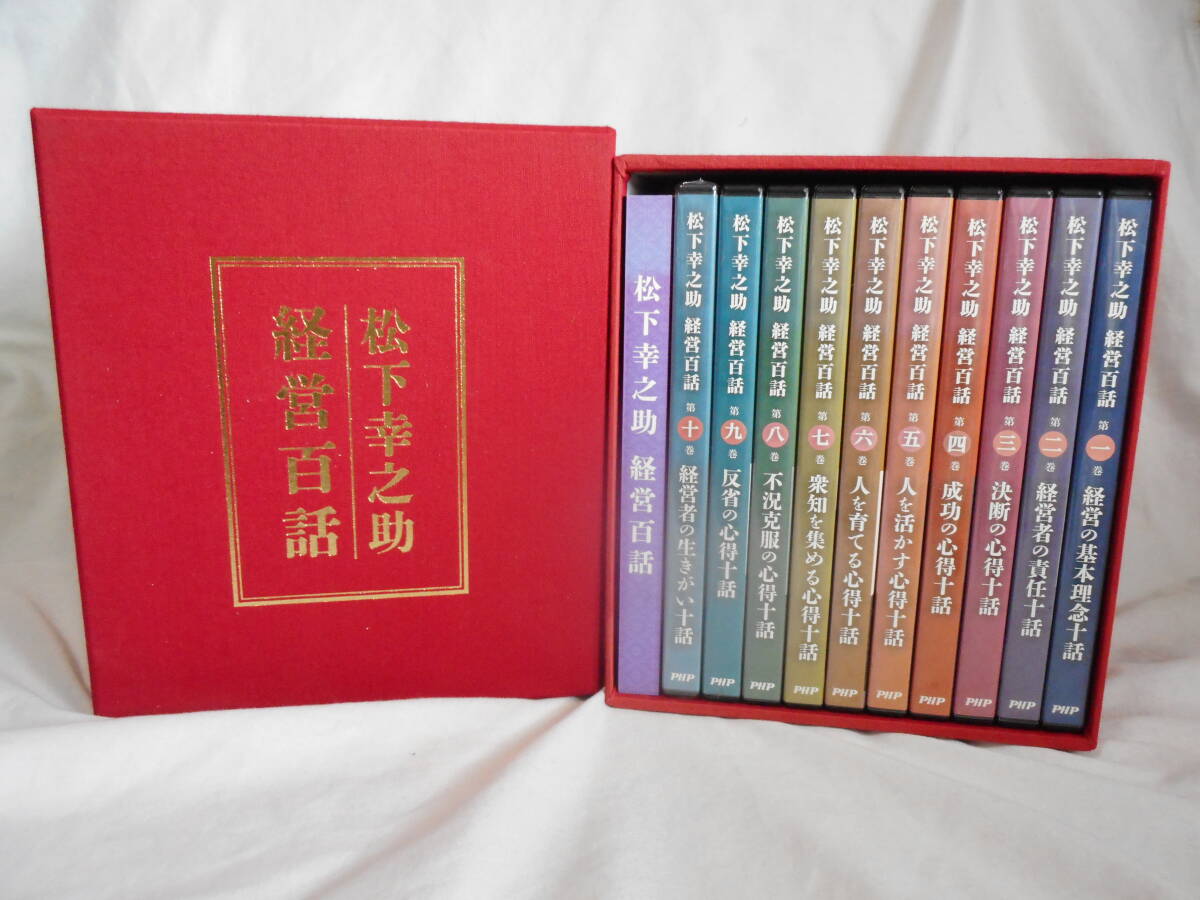 松下幸之助
経営百話
松下幸之助 経営百話 第一巻 経営の基本理念十話 PHP
松下幸之助 経営百話 第二巻 経営者の責任十話 PHP
松下幸之助 経営百話 第三巻 決断の心得十話 PHP
松下幸之助 経営百話 第四巻 成功の心得十話 PHP
松下幸之助 経営百話 第五巻 人を活かす心得十話 PHP
松下幸之助 経営百話 第六巻 人を育てる心得十話 PHP
松下幸之助 経営百話 第七巻 衆知を集める心得十話 PHP
松下幸之助 経営百話 第八巻 不況克服の心得十話 PHP
松下幸之助 経営百話 第九巻 反省の心得十話 PHP
松下幸之助 経営百話 第十巻 経営者の生きがい十話 PHP
松下幸之助 経営百話